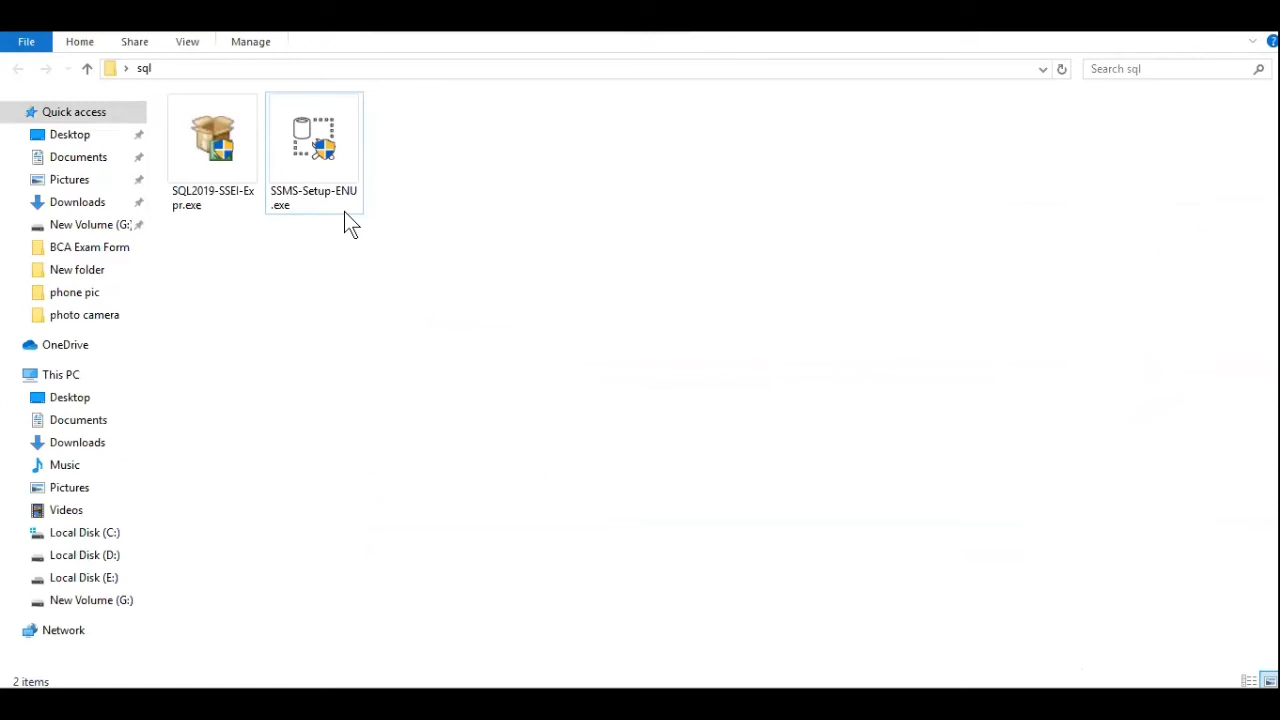 File Home Share View Manage
sql
Search sql
Quick access
Desktop
Documents
Pictures
Downloads
New Volume (G:)
BCA Exam Form
New folder
phone pic
photo camera
OneDrive
This PC
Desktop
Documents
Downloads
Music
Pictures
Videos
Local Disk (C:)
Local Disk (D:)
Local Disk (E:)
New Volume (G:)
Network
SQL2019-SSEI-Ex
pr.exe
SSMS-Setup-ENU
.exe
2 items